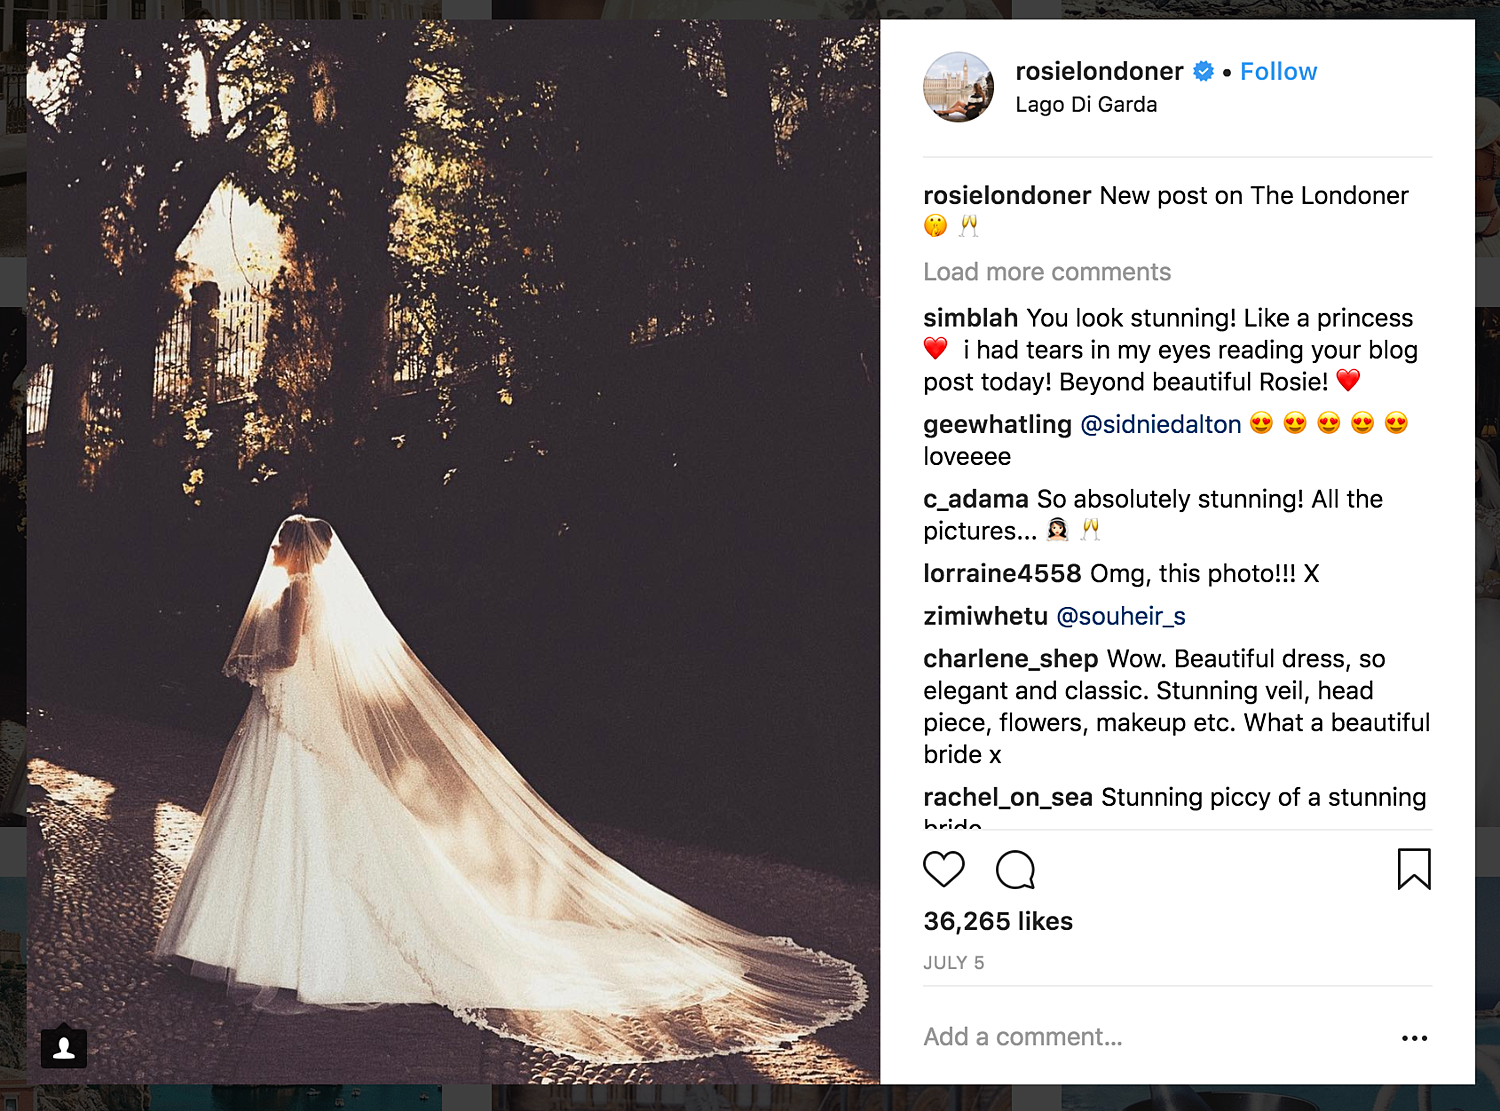 rosielondoner • Follow
Lago Di Garda
rosielondoner New post on The Londoner
🤫 🥂
Load more comments
simblah You look stunning! Like a princess
❤️ i had tears in my eyes reading your blog
post today! Beyond beautiful Rosie! ❤️
geewhatling @sidniedalton 😍 😍 😍 😍 😍
loveeee
c_adama So absolutely stunning! All the
pictures... 👰🏻 🥂
lorraine4558 Omg, this photo!!! X
zimiwhetu @souheir_s
charlene_shep Wow. Beautiful dress, so
elegant and classic. Stunning veil, head
piece, flowers, makeup etc. What a beautiful
bride x
rachel_on_sea Stunning piccy of a stunning
bride
36,265 likes
JULY 5
Add a comment...